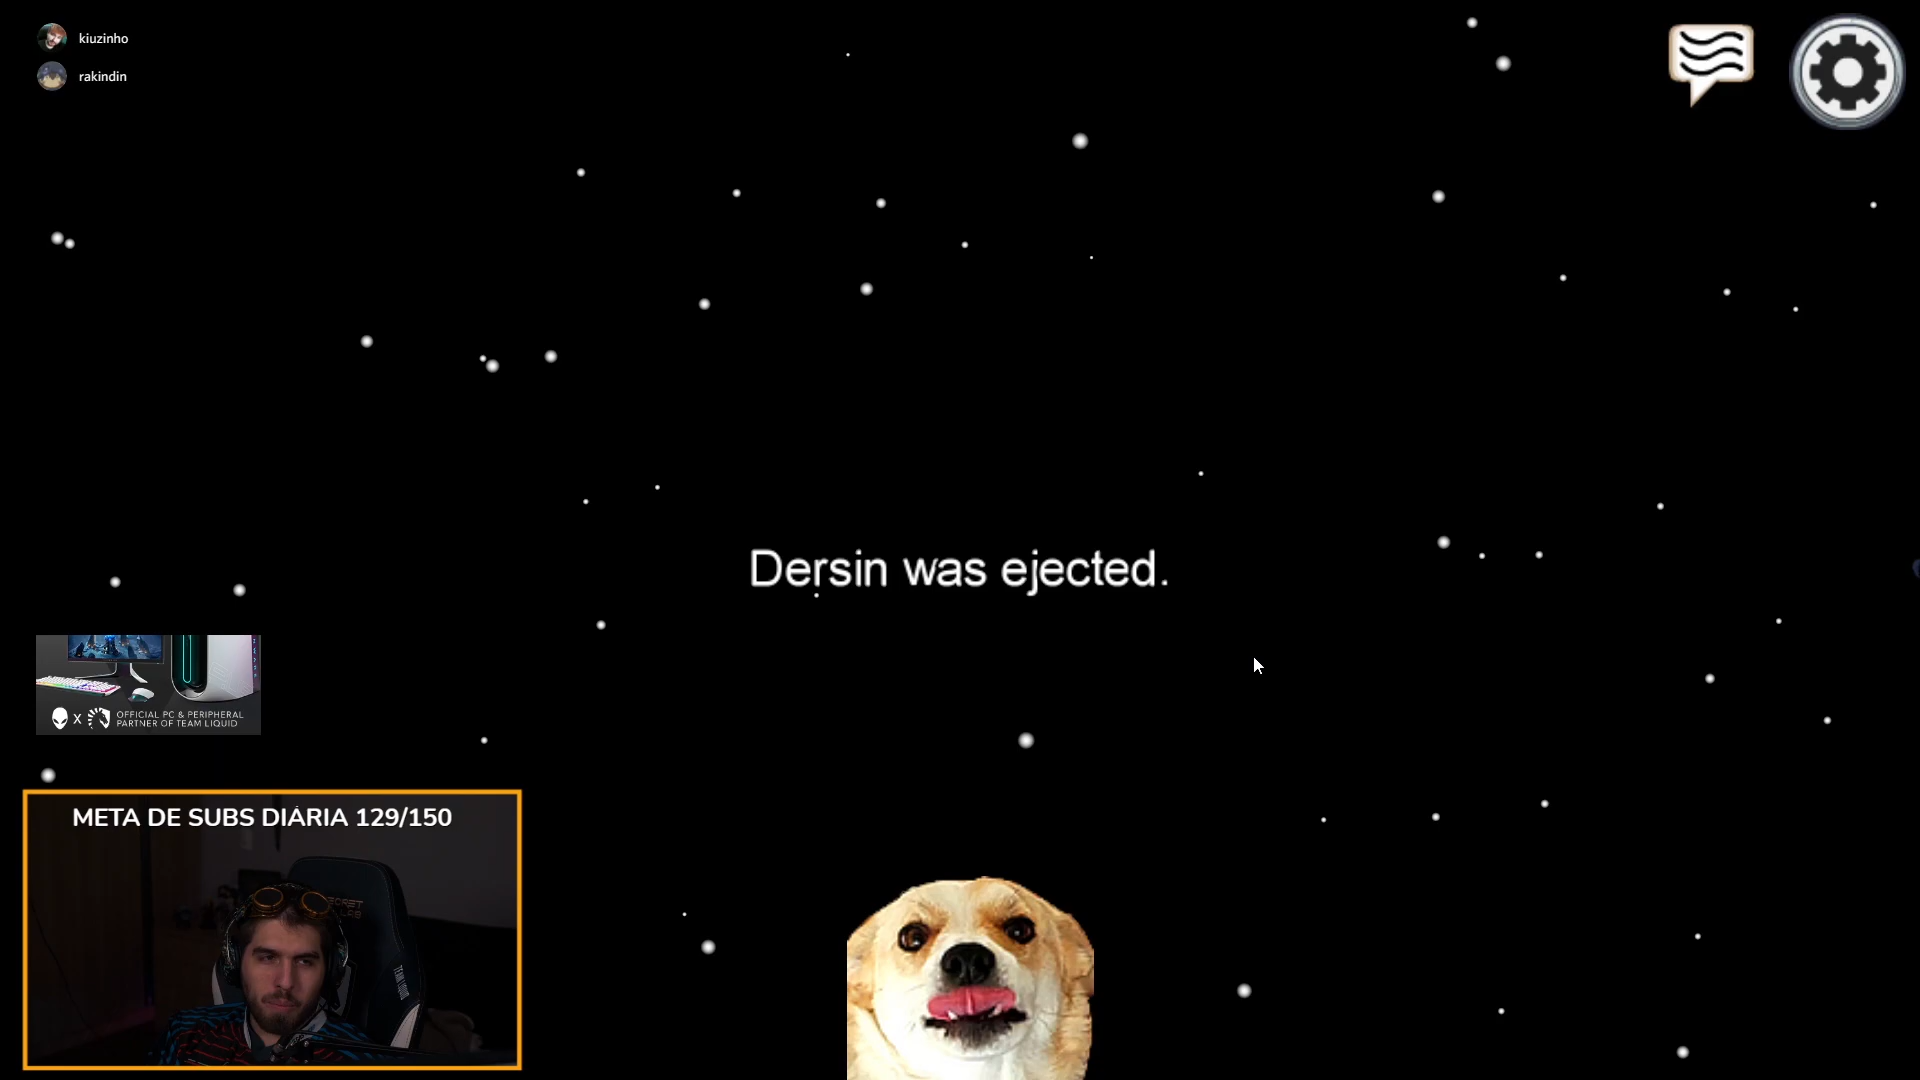 kiuzinho
rakindin
Dersin was ejected.
X
OFFICIAL PC & PERIPHERAL
PARTNER OF TEAM LIQUID
META DE SUBS DIÁRIA 129/150